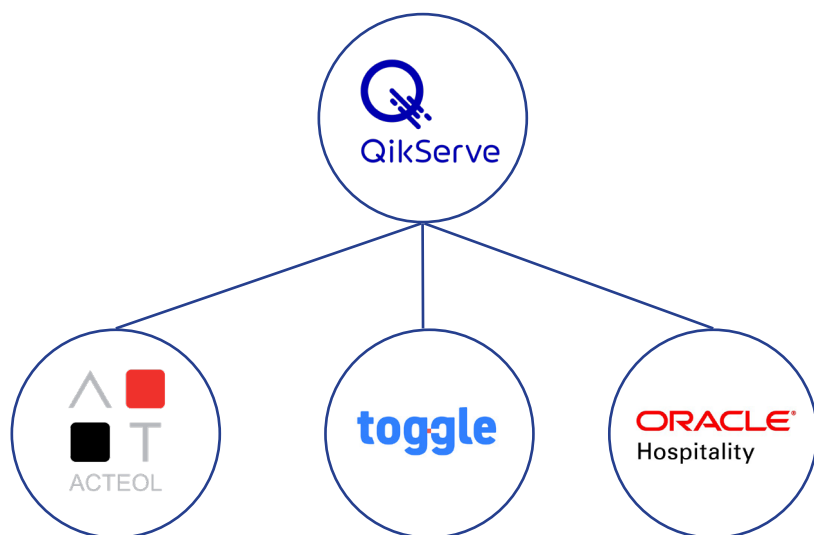 QikServe
ACTEOL
toggle
ORACLE®
Hospitality